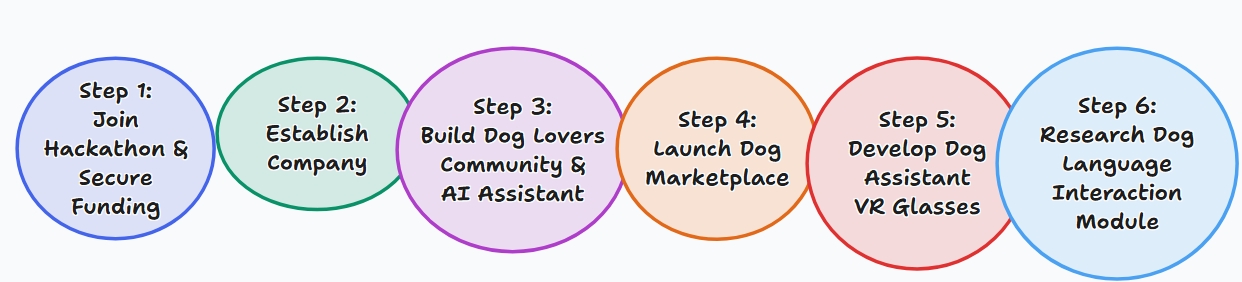 Step 1:
Join
Hackathon &
Secure
Funding
Step 2:
Establish
Company
Step 3:
Build Dog Lovers
Community &
AI Assistant
Step 4:
Launch Dog
Marketplace
Step 5:
Develop Dog
Assistant
VR Glasses
Step 6:
Research Dog
Language
Interaction
Module